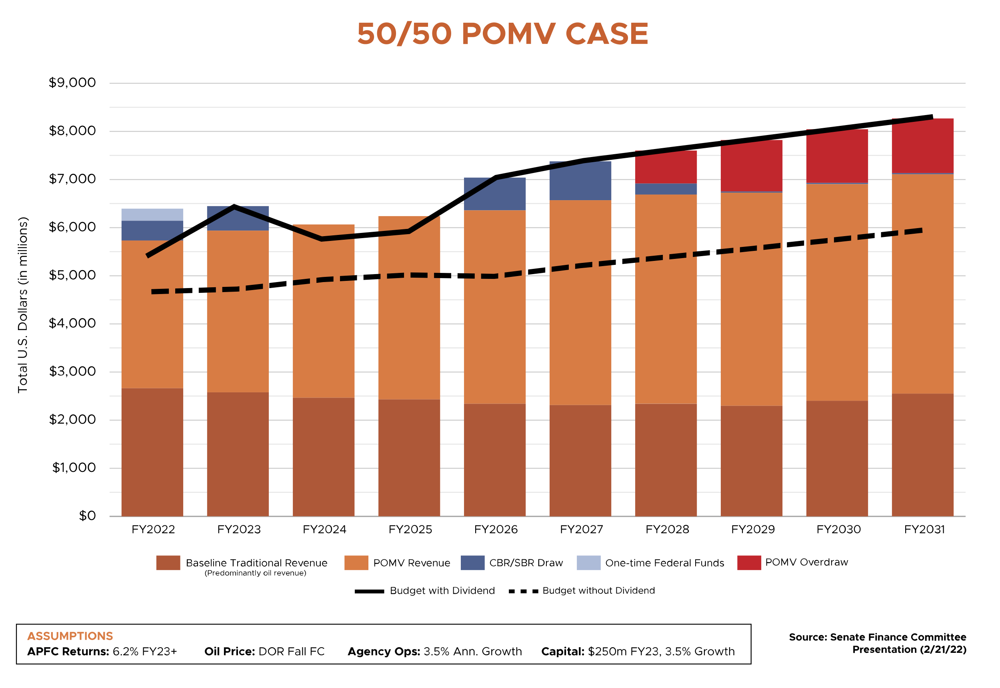 50/50 POMV CASE
Total U.S. Dollars (in millions)
$9,000
$8,000
$7,000
$6,000
$5,000
$4,000
$3,000
$2,000
$1,000
$0
FY2022 FY2023 FY2024 FY2025 FY2026 FY2027 FY2028 FY2029 FY2030 FY2031
Baseline Traditional Revenue POMV Revenue CBR/SBR Draw One-time Federal Funds POMV Overdraw
(Predominantly oil revenue)
Budget with Dividend Budget without Dividend
ASSUMPTIONS
APFC Returns: 6.2% FY23+ Oil Price: DOR Fall FC Agency Ops: 3.5% Ann. Growth Capital: $250m FY23, 3.5% Growth
Source: Senate Finance Committee
Presentation (2/21/22)